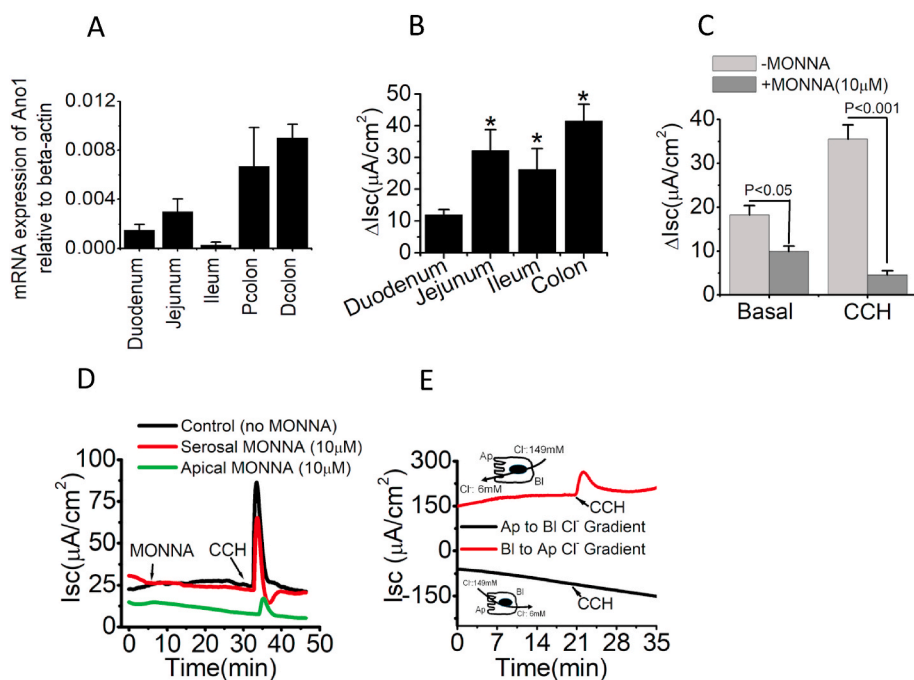 A
mRNA expression of Ano1
relative to beta-actin
0.012
0.008
0.004
0.000
Duodenum
Jejunum
Ileum
Pcolon
Dcolon
B
ΔIsc(μA/cm²)
50
40
30
20
10
0
*
*
*
Duodenum
Jejunum
Ileum
Colon
C
-MONNA
+MONNA(10μM)
ΔIsc(μA/cm²)
40
30
20
10
0
P<0.001
P<0.05
Basal
CCH
D
Control (no MONNA)
Serosal MONNA (10μM)
Apical MONNA (10μM)
Isc(μA/cm²)
100
75
50
25
0
MONNA
CCH
0
10
20
30
40
50
Time(min)
E
Isc (μA/cm²)
300
150
0
-150
Cl⁻:149mM
Ap
Bl
Cl⁻: 6mM
CCH
Ap to Bl Cl⁻ Gradient
Bl to Ap Cl⁻ Gradient
Cl⁻:149mM
Bl
Ap
Cl⁻: 6mM
CCH
0
7
14
21
28
35
Time(min)